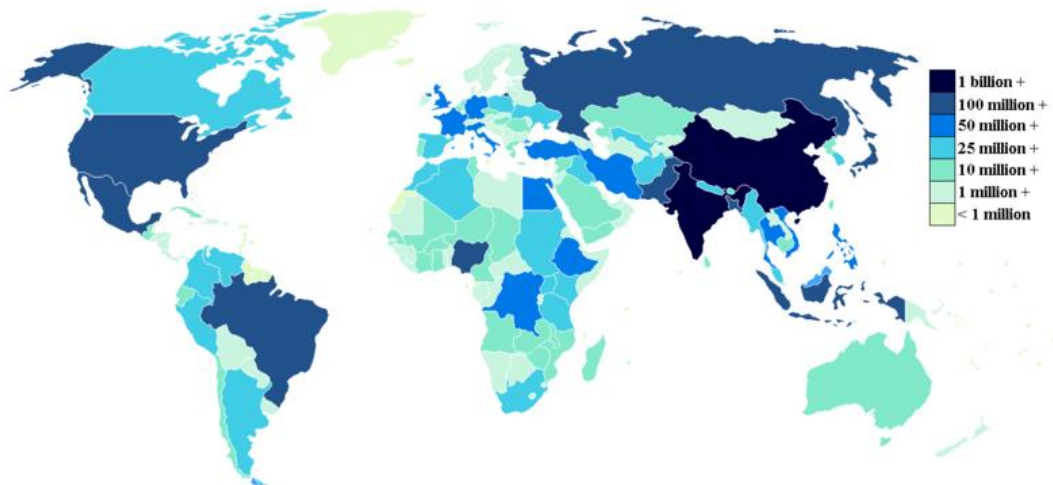 1 billion +
100 million +
50 million +
25 million +
10 million +
1 million +
< 1 million